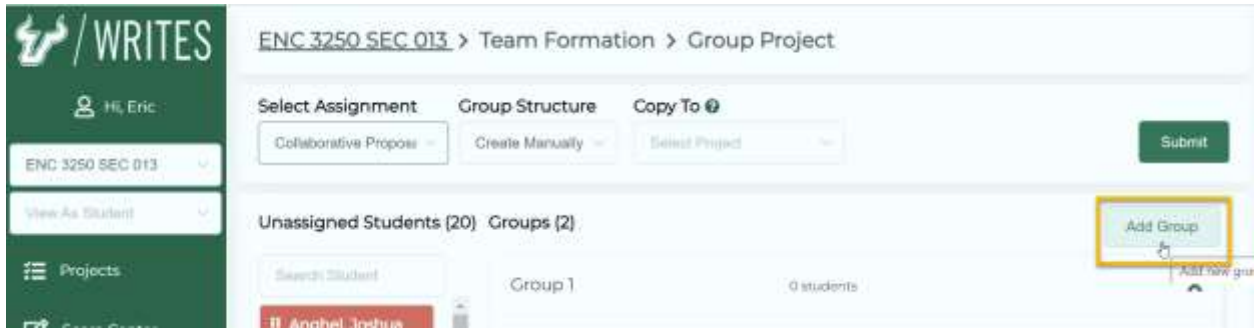 /WRITES
Hi, Eric
ENC 3250 SEC 013
View As Student
Projects
Score Center
ENC 3250 SEC 013 > Team Formation > Group Project
Select Assignment Group Structure Copy To
Collaborative Propos Create Manually Select Project
Submit
Unassigned Students (20) Groups (2)
Add Group
Search Student
Group 1 0 students
Add new gro
Anghel, Joshua